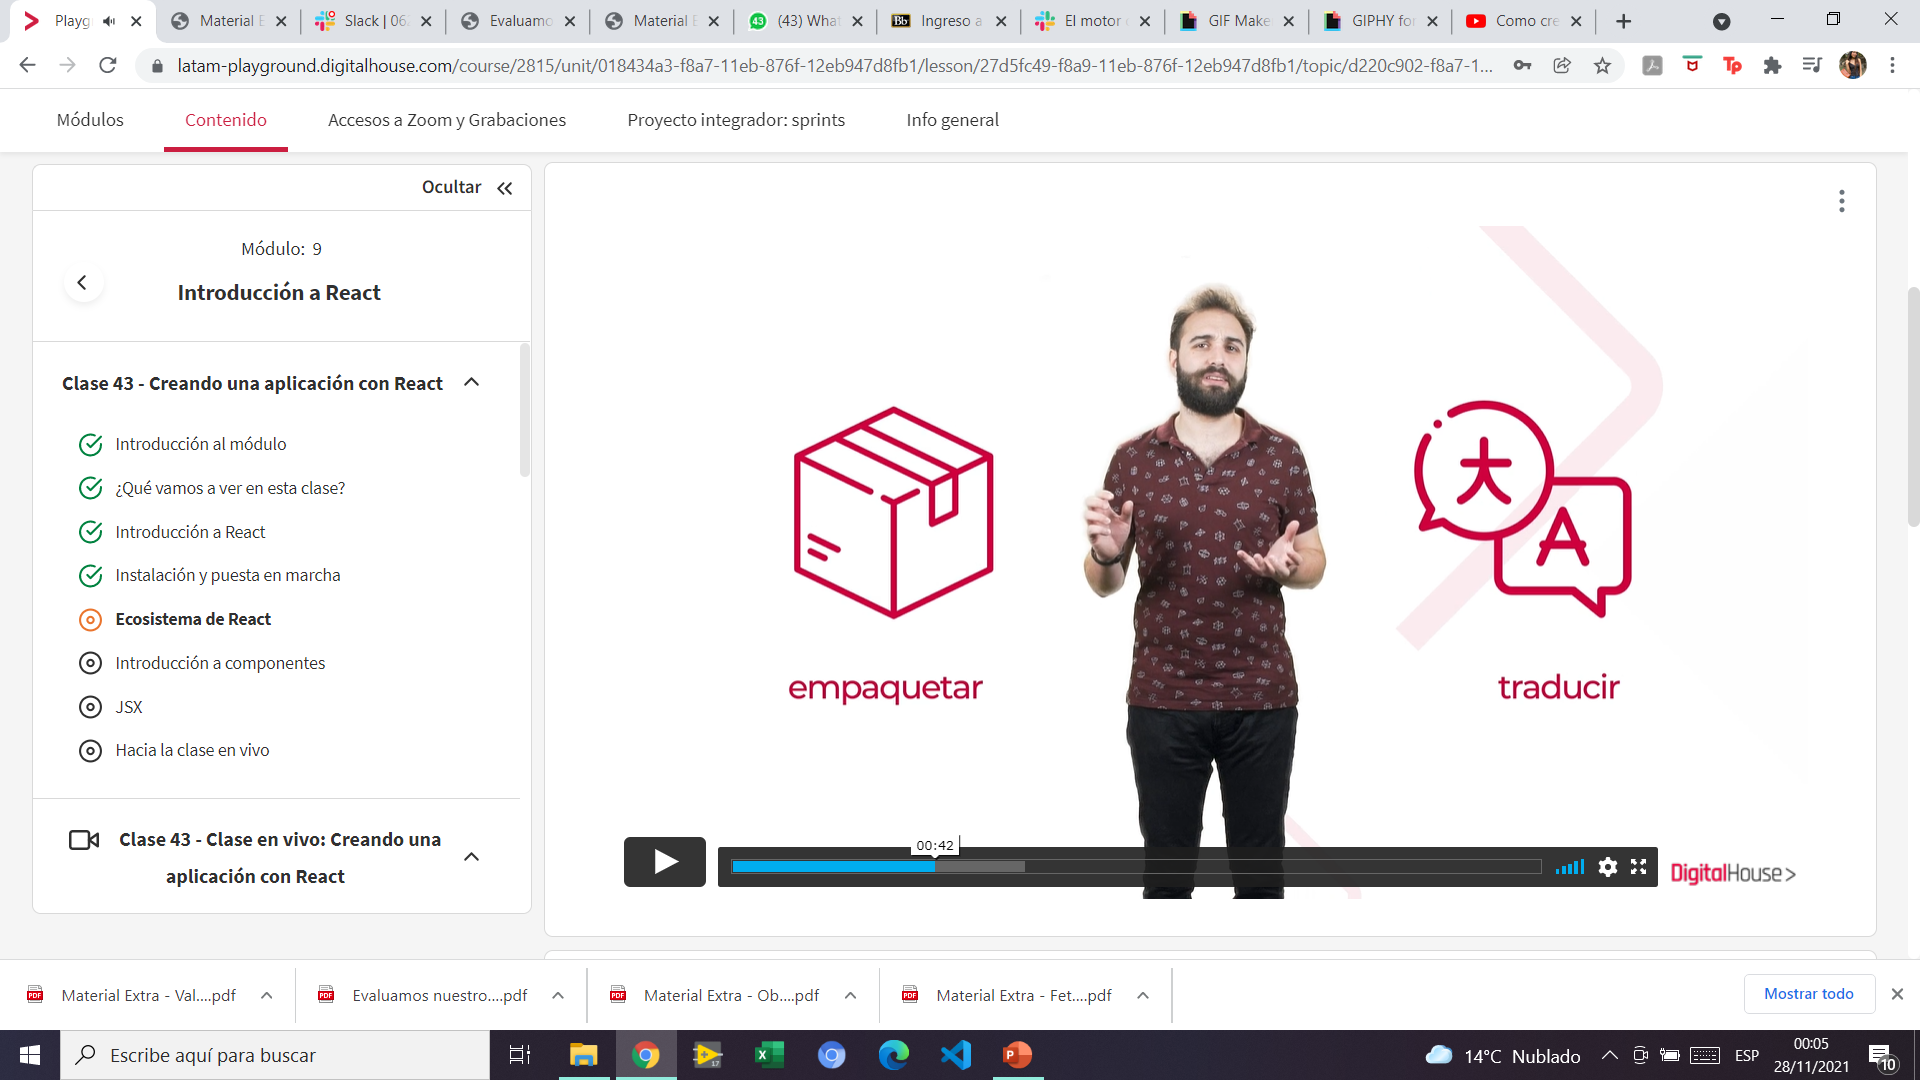 Playg
Material E
Slack | 062
Evaluamo
Material E
(43) What
Ingreso a
El motor
GIF Make
GIPHY for
Como cre
latam-playground.digitalhouse.com/course/2815/unit/018434a3-f8a7-11eb-876f-12eb947d8fb1/lesson/27d5fc49-f8a9-11eb-876f-12eb947d8fb1/topic/d220c902-f8a7-1...
Módulos
Contenido
Accesos a Zoom y Grabaciones
Proyecto integrador: sprints
Info general
Ocultar
Módulo: 9
Introducción a React
Clase 43 - Creando una aplicación con React
Introducción al módulo
¿Qué vamos a ver en esta clase?
Introducción a React
Instalación y puesta en marcha
Ecosistema de React
Introducción a componentes
JSX
Hacia la clase en vivo
Clase 43 - Clase en vivo: Creando una
aplicación con React
大
A
empaquetar
traducir
00:42
DigitalHouse>
Material Extra - Val....pdf
Evaluamos nuestro....pdf
Material Extra - Ob....pdf
Material Extra - Fet....pdf
Mostrar todo
Escribe aquí para buscar
14°C Nublado
ESP
00:05
28/11/2021
10